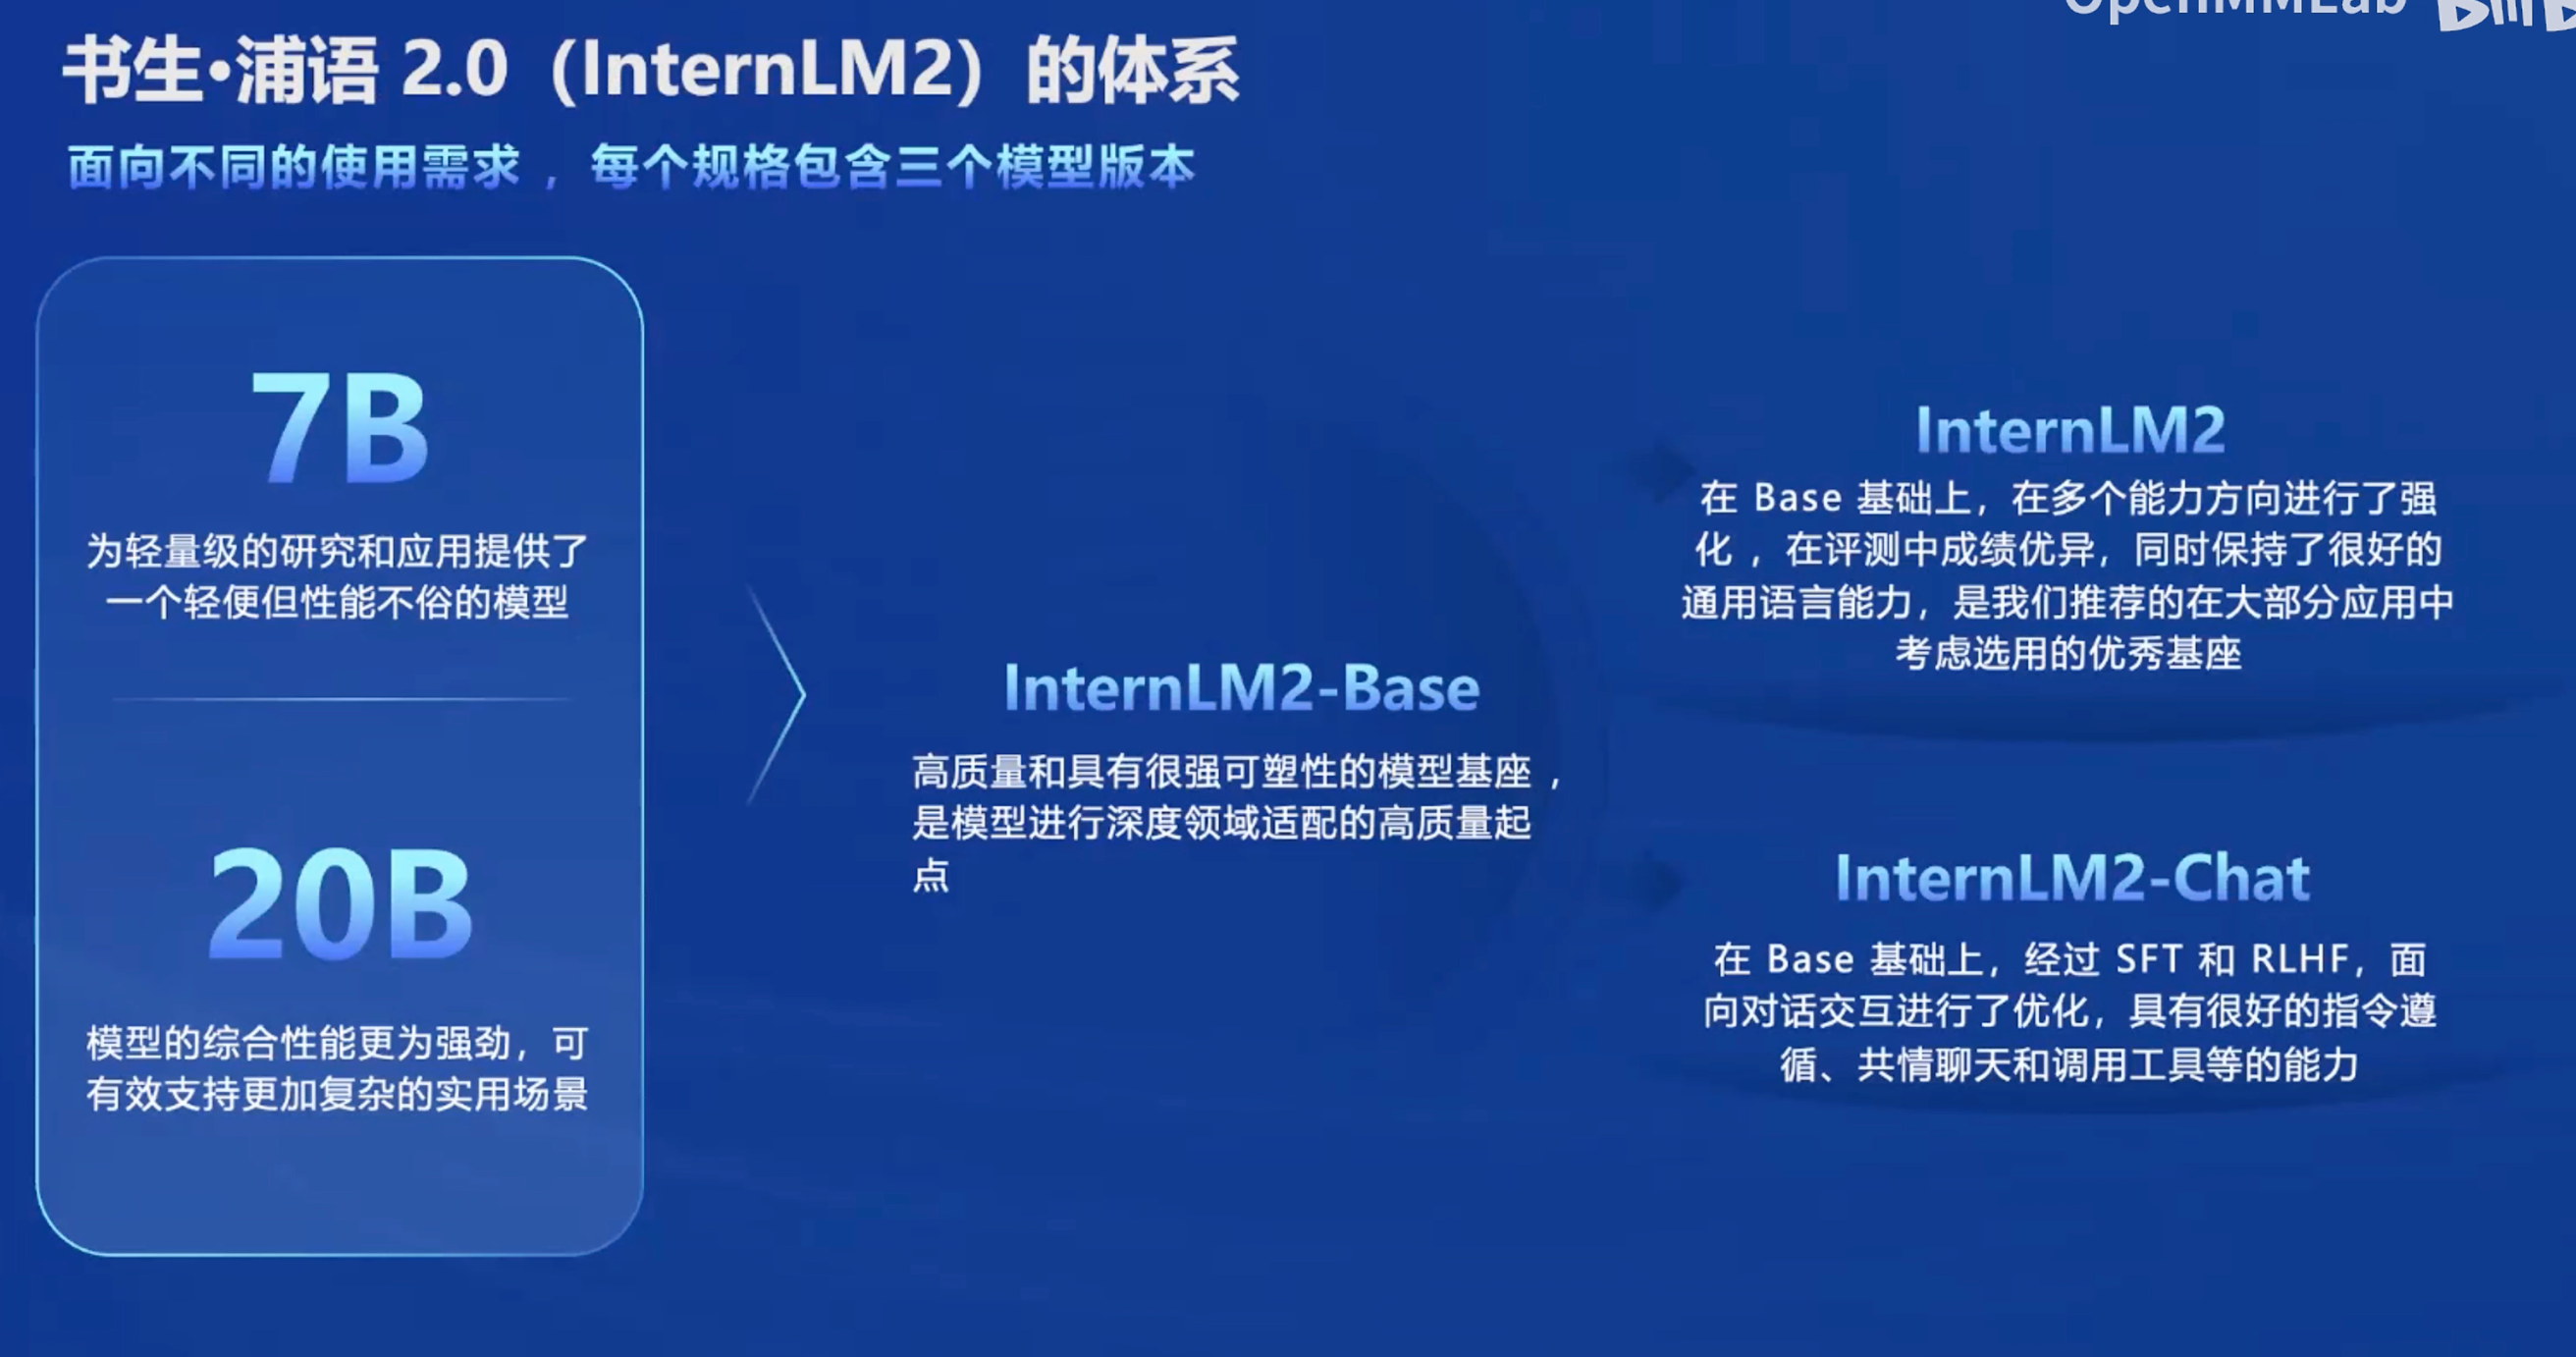 OpenMMLab
书生•浦语 2.0（InternLM2）的体系
面向不同的使用需求 ，每个规格包含三个模型版本
7B
为轻量级的研究和应用提供了
一个轻便但性能不俗的模型
20B
模型的综合性能更为强劲，可
有效支持更加复杂的实用场景
InternLM2-Base
高质量和具有很强可塑性的模型基座 ，
是模型进行深度领域适配的高质量起
点
InternLM2
在 Base 基础上，在多个能力方向进行了强
化 ，在评测中成绩优异，同时保持了很好的
通用语言能力，是我们推荐的在大部分应用中
考虑选用的优秀基座
InternLM2-Chat
在 Base 基础上，经过 SFT 和 RLHF，面
向对话交互进行了优化，具有很好的指令遵
循、共情聊天和调用工具等的能力